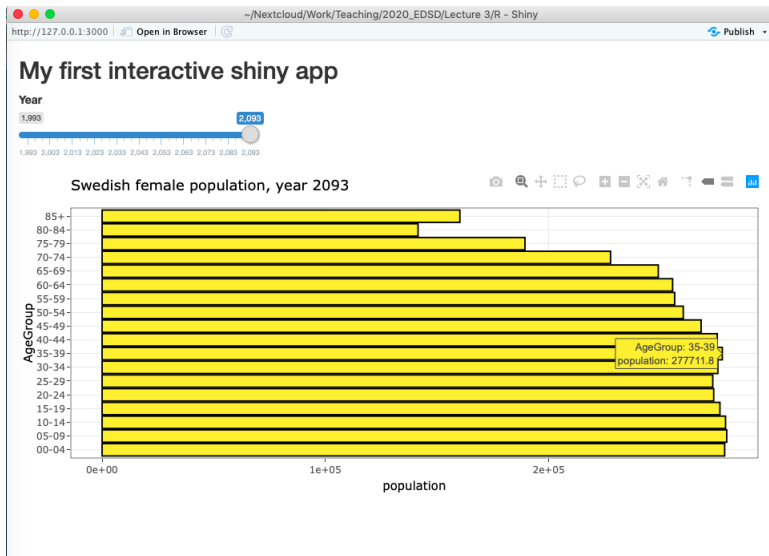 ~/Nextcloud/Work/Teaching/2020_EDSD/Lecture 3/R - Shiny
http://127.0.0.1:3000 Open in Browser Publish
My first interactive shiny app
Year
1,993 2,093
1,993 2,003 2,013 2,023 2,033 2,043 2,053 2,063 2,073 2,083 2,093
Swedish female population, year 2093
85+
80-84
75-79
70-74
65-69
60-64
55-59
50-54
45-49
40-44
35-39
30-34
25-29
20-24
15-19
10-14
05-09
00-04
AgeGroup
AgeGroup: 35-39
population: 277711.8
0e+00 1e+05 2e+05
population